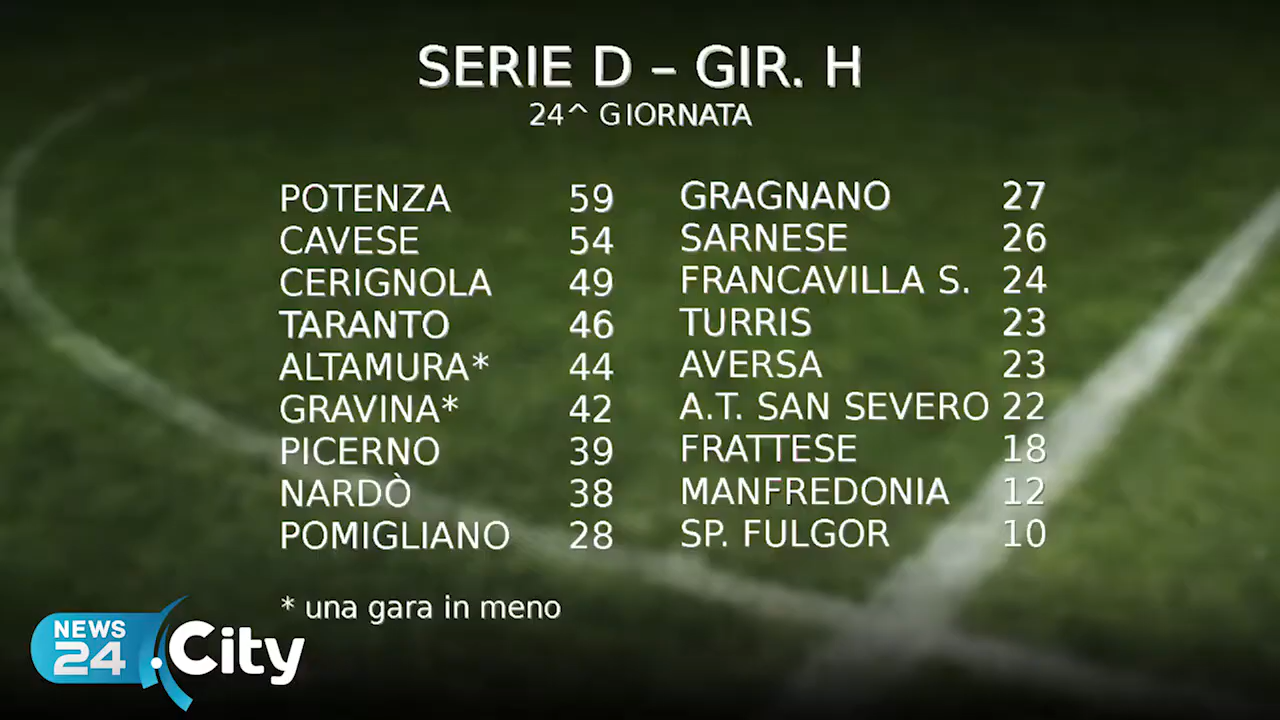 SERIE D – GIR. H
24^ GIORNATA
POTENZA 59
CAVESE 54
CERIGNOLA 49
TARANTO 46
ALTAMURA* 44
GRAVINA* 42
PICERNO 39
NARDÒ 38
POMIGLIANO 28
GRAGNANO 27
SARNESE 26
FRANCAVILLA S. 24
TURRIS 23
AVERSA 23
A.T. SAN SEVERO 22
FRATTESE 18
MANFREDONIA 12
SP. FULGOR 10
* una gara in meno
NEWS
24 .City